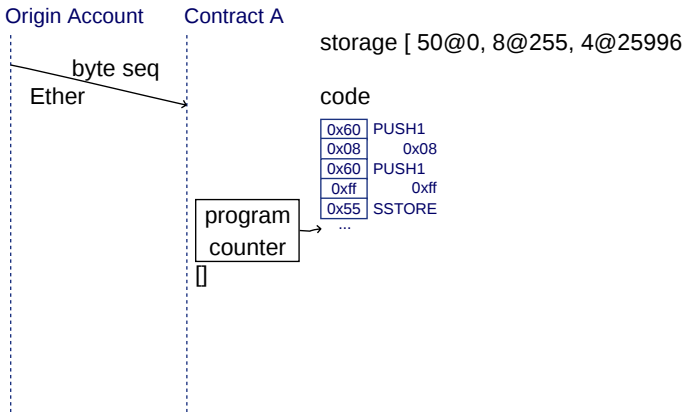 Origin Account
Contract A
storage [ 50@0, 8@255, 4@25996
byte seq
Ether
code
0x60 PUSH1
0x08 0x08
0x60 PUSH1
0xff 0xff
0x55 SSTORE
...
program
counter
[]